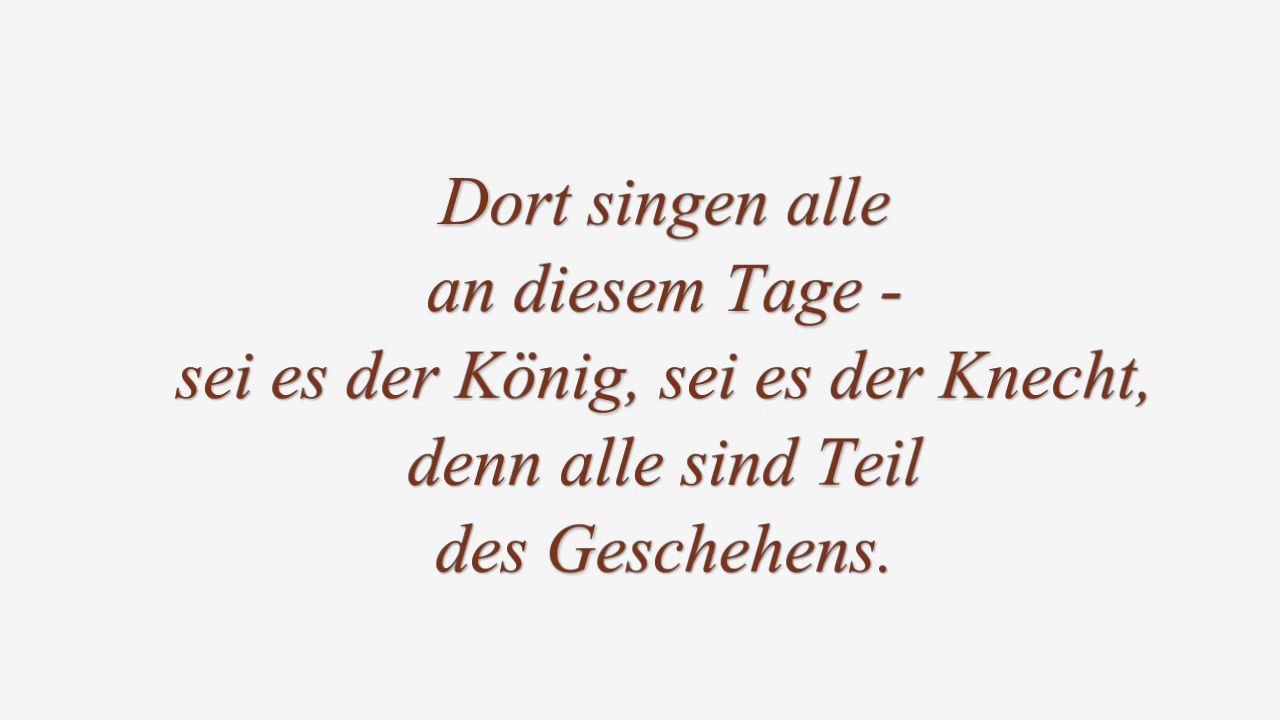 Dort singen alle
an diesem Tage -
sei es der König, sei es der Knecht,
denn alle sind Teil
des Geschehens.